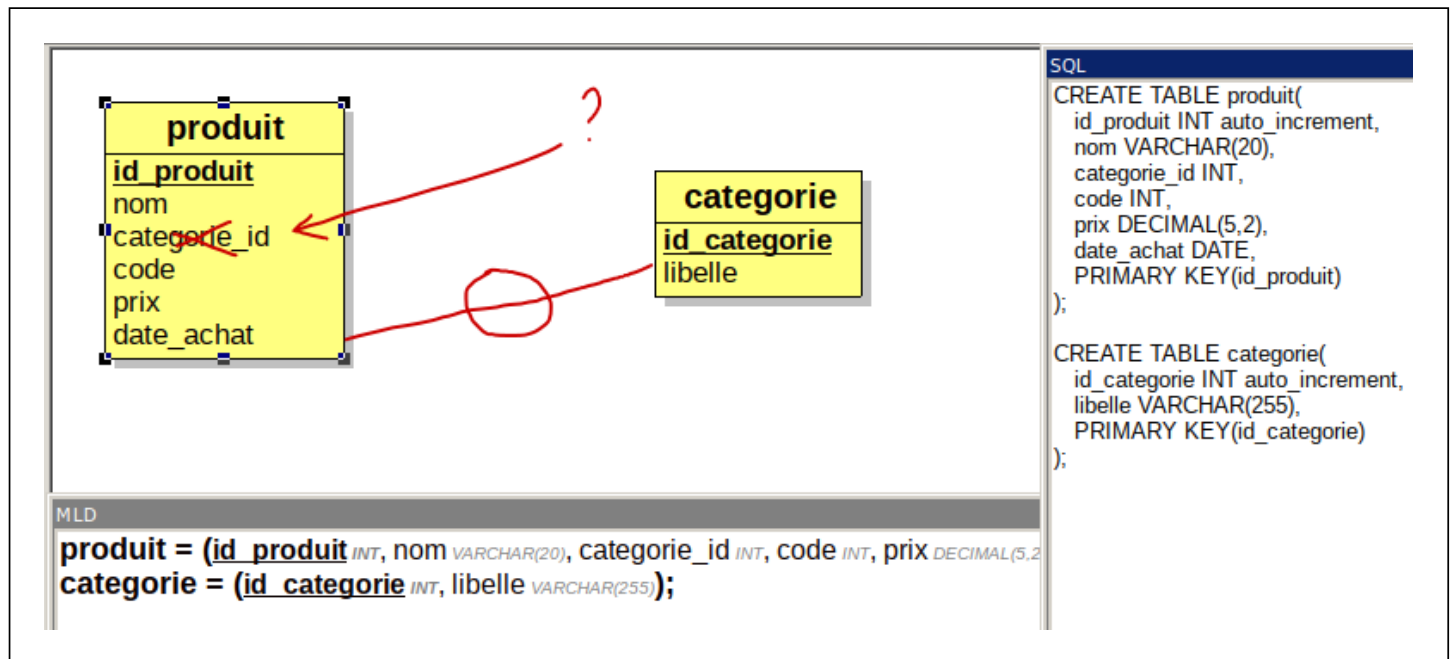 ?
produit
id_produit
nom
categorie_id
code
prix
date_achat
categorie
id_categorie
libelle
SQL
CREATE TABLE produit(
id_produit INT auto_increment,
nom VARCHAR(20),
categorie_id INT,
code INT,
prix DECIMAL(5,2),
date_achat DATE,
PRIMARY KEY(id_produit)
);
CREATE TABLE categorie(
id_categorie INT auto_increment,
libelle VARCHAR(255),
PRIMARY KEY(id_categorie)
);
MLD
produit = (id_produit INT, nom VARCHAR(20), categorie_id INT, code INT, prix DECIMAL(5,2
categorie = (id_categorie INT, libelle VARCHAR(255));